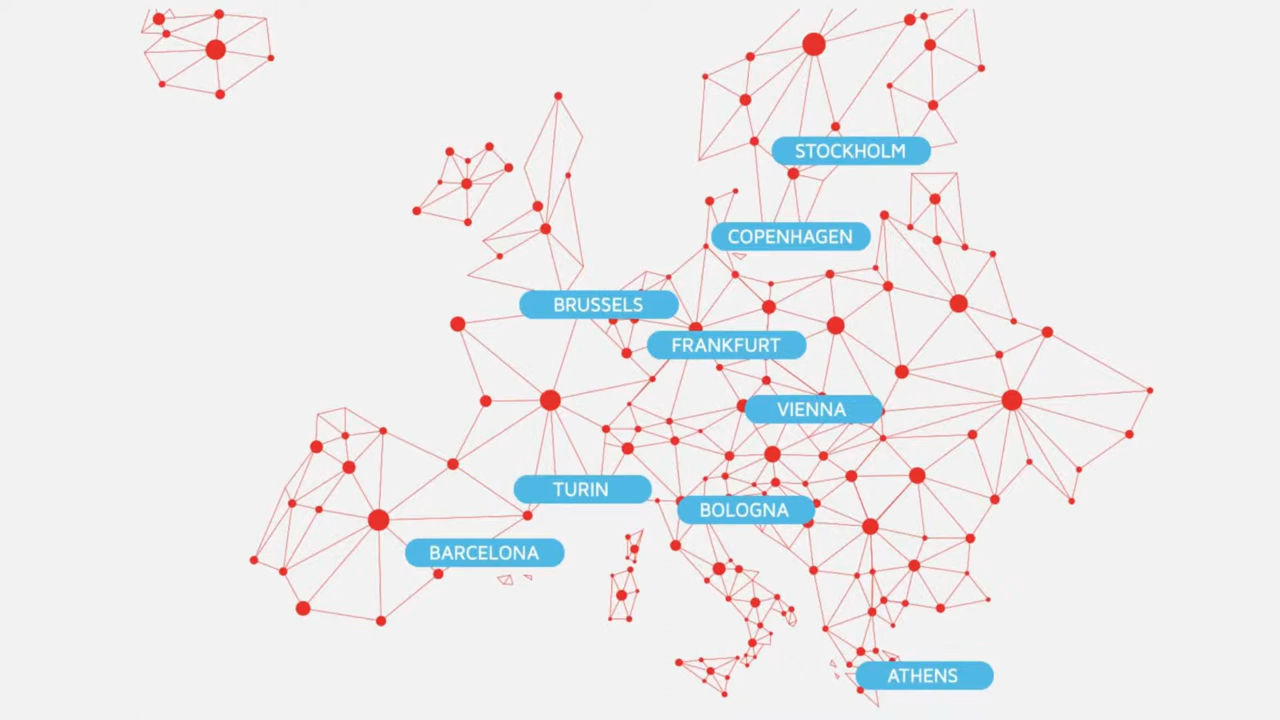 STOCKHOLM
COPENHAGEN
BRUSSELS
FRANKFURT
VIENNA
TURIN
BOLOGNA
BARCELONA
ATHENS